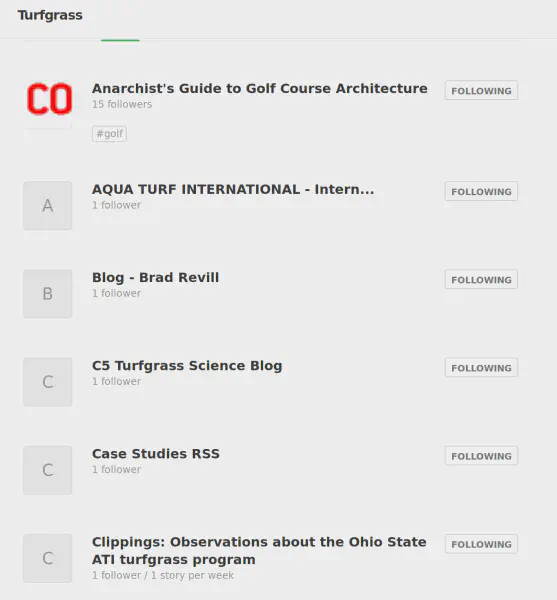 Turfgrass
CO
Anarchist's Guide to Golf Course Architecture
FOLLOWING
15 followers
#golf
A
AQUA TURF INTERNATIONAL - Intern...
FOLLOWING
1 follower
B
Blog - Brad Revill
FOLLOWING
1 follower
C
C5 Turfgrass Science Blog
FOLLOWING
1 follower
C
Case Studies RSS
FOLLOWING
1 follower
C
Clippings: Observations about the Ohio State
ATI turfgrass program
FOLLOWING
1 follower / 1 story per week